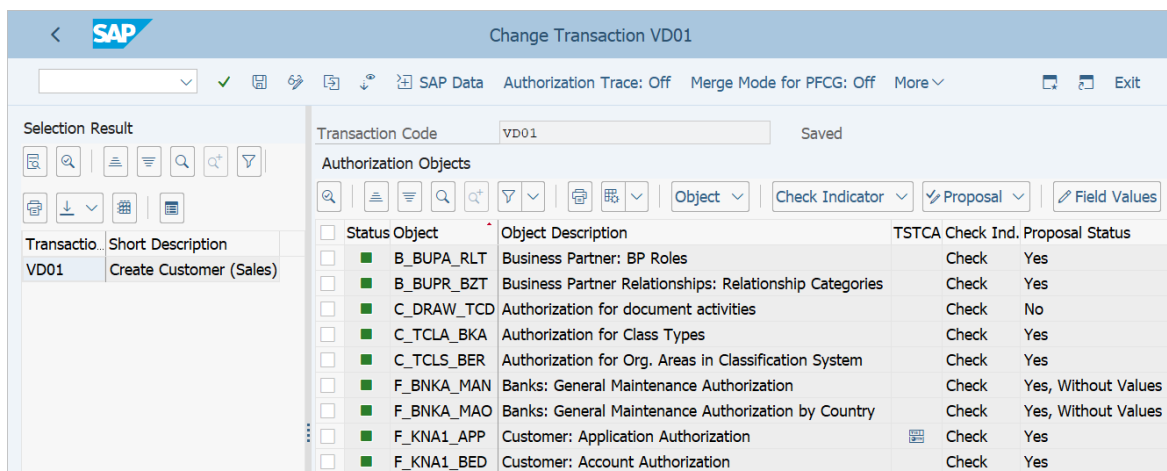 SAP
Change Transaction VD01
SAP Data Authorization Trace: Off Merge Mode for PFCG: Off More Exit
Selection Result
Transaction Code VD01 Saved
Authorization Objects
Object Check Indicator Proposal Field Values
Transactio... Short Description
VD01 Create Customer (Sales)
Status Object Object Description TSTCA Check Ind. Proposal Status
B_BUPA_RLT Business Partner: BP Roles Check Yes
B_BUPR_BZT Business Partner Relationships: Relationship Categories Check Yes
C_DRAW_TCD Authorization for document activities Check No
C_TCLA_BKA Authorization for Class Types Check Yes
C_TCLS_BER Authorization for Org. Areas in Classification System Check Yes
F_BNKA_MAN Banks: General Maintenance Authorization Check Yes, Without Values
F_BNKA_MAO Banks: General Maintenance Authorization by Country Check Yes, Without Values
F_KNA1_APP Customer: Application Authorization Check Yes
F_KNA1_BED Customer: Account Authorization Check Yes